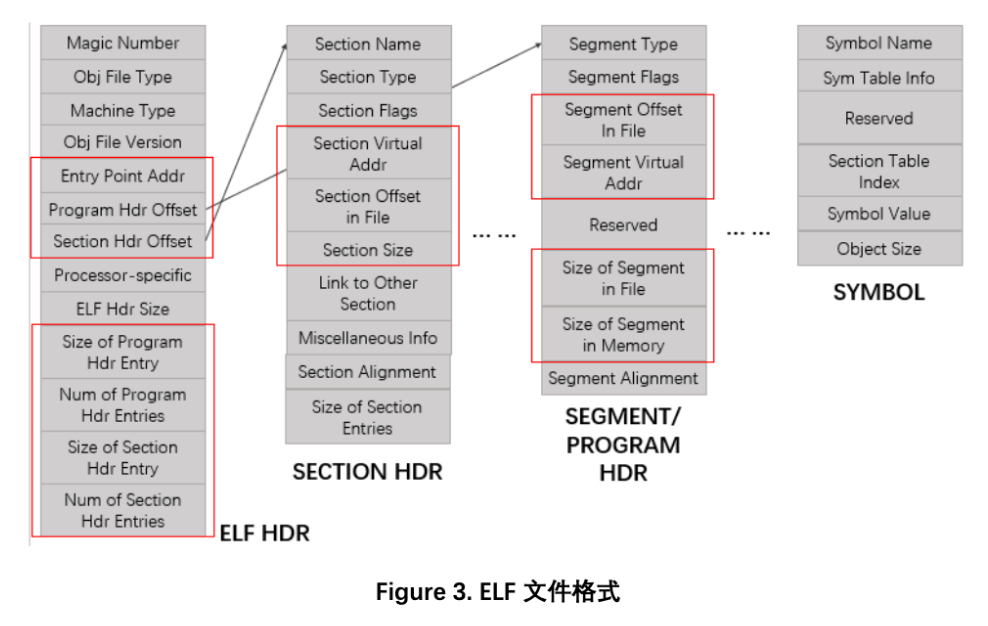 Magic Number
Obj File Type
Machine Type
Obj File Version
Entry Point Addr
Program Hdr Offset
Section Hdr Offset
Processor-specific
ELF Hdr Size
Size of Program
Hdr Entry
Num of Program
Hdr Entries
Size of Section
Hdr Entry
Num of Section
Hdr Entries
ELF HDR
Section Name
Section Type
Section Flags
Section Virtual
Addr
Section Offset
in File
Section Size
Link to Other
Section
Miscellaneous Info
Section Alignment
Size of Section
Entries
SECTION HDR
... ...
Segment Type
Segment Flags
Segment Offset
In File
Segment Virtual
Addr
Reserved
Size of Segment
in File
Size of Segment
in Memory
Segment Alignment
SEGMENT/
PROGRAM
HDR
... ...
Symbol Name
Sym Table Info
Reserved
Section Table
Index
Symbol Value
Object Size
SYMBOL
Figure 3. ELF 文件格式